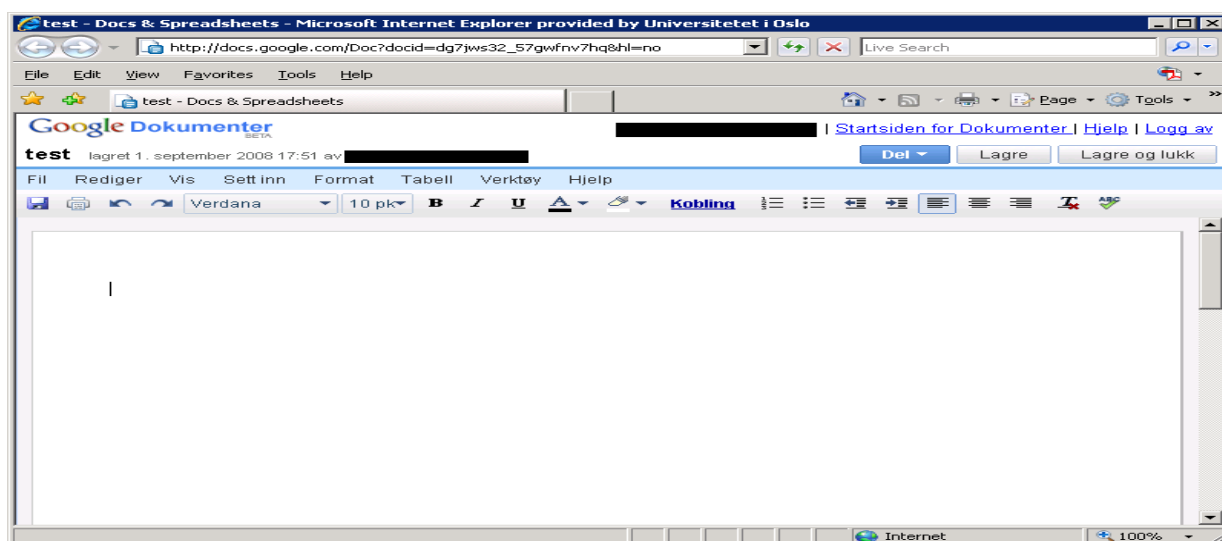 test - Docs & Spreadsheets - Microsoft Internet Explorer provided by Universitetet i Oslo
http://docs.google.com/Doc?docid=dg7jws32_57gwfnv7hq&hl=no Live Search
File Edit View Favorites Tools Help
test - Docs & Spreadsheets Page Tools
Google Dokumenter BETA | Startsiden for Dokumenter | Hjelp | Logg av
test lagret 1. september 2008 17:51 av Del Lagre Lagre og lukk
Fil Rediger Vis Sett inn Format Tabell Verktøy Hjelp
Verdana 10 pk B I U A Kobling ABC
Internet 100%